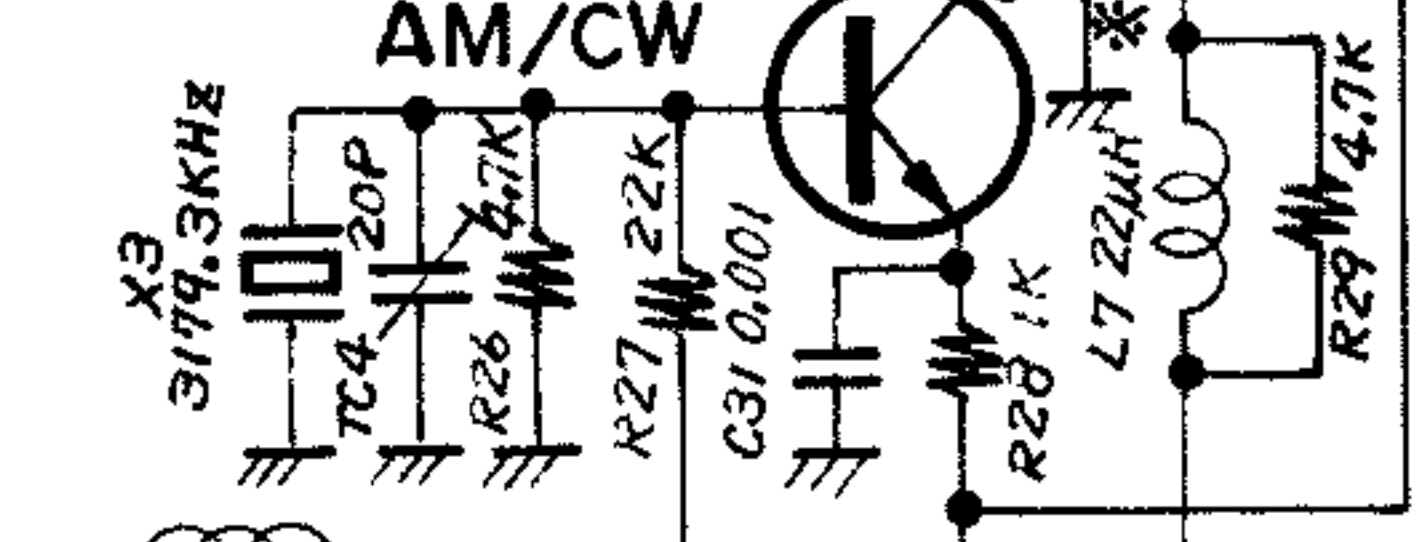 AM/CW
X3
3179.3KHz
20P
TC4
4.7K
R26
22K
R27
C31 0.001
1K
R28
※
L7 22μH
R29 4.7K